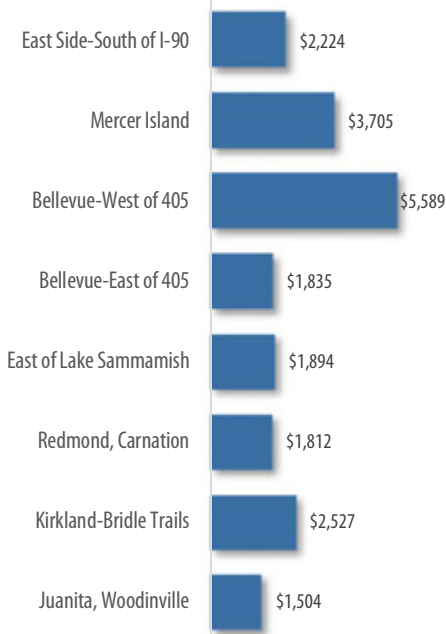 East Side-South of I-90 $2,224
Mercer Island $3,705
Bellevue-West of 405 $5,589
Bellevue-East of 405 $1,835
East of Lake Sammamish $1,894
Redmond, Carnation $1,812
Kirkland-Bridle Trails $2,527
Juanita, Woodinville $1,504